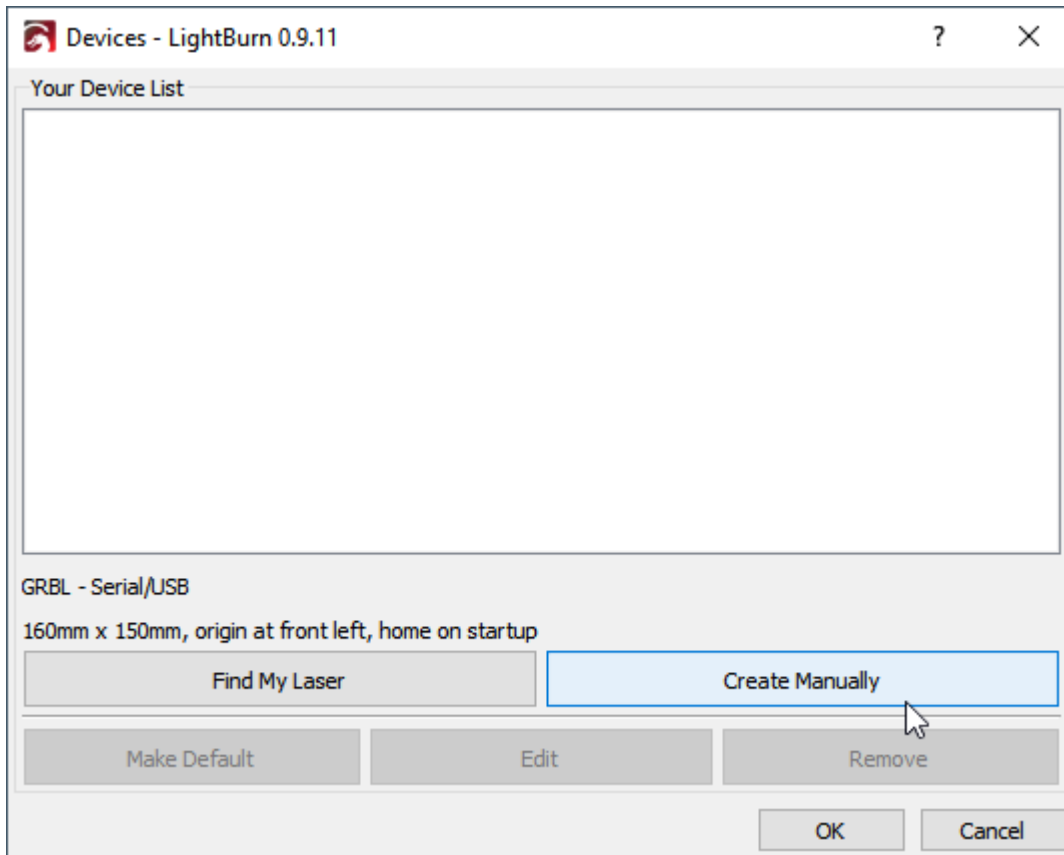 Devices - LightBurn 0.9.11 ?
Your Device List
GRBL - Serial/USB
160mm x 150mm, origin at front left, home on startup
Find My Laser Create Manually
Make Default Edit Remove
OK Cancel